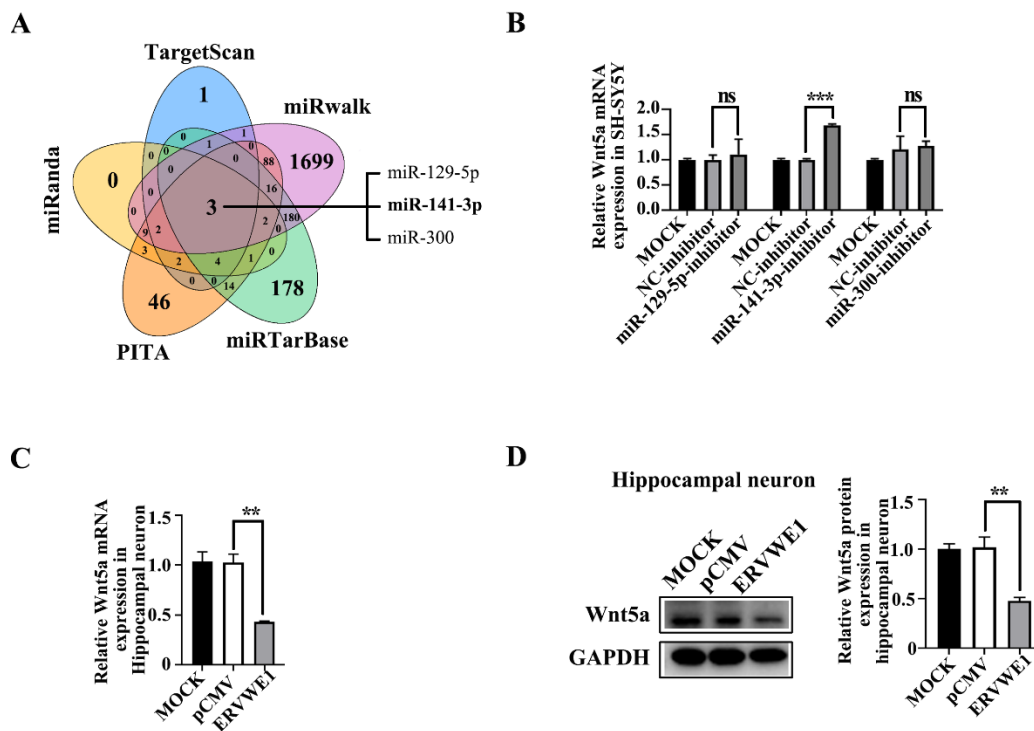 A
TargetScan
miRwalk
miRanda
PITA
miRTarBase
1
1699
0
46
178
3
0
1
1
0
0
0
0
88
0
0
16
0
180
2
0
9
2
3
2
4
1
0
0
0
14
miR-129-5p
miR-141-3p
miR-300
B
Relative Wnt5a mRNA
expression in SH-SY5Y
2.0
1.5
1.0
0.5
0.0
ns
***
ns
MOCK
NC-inhibitor
miR-129-5p-inhibitor
MOCK
NC-inhibitor
miR-141-3p-inhibitor
MOCK
NC-inhibitor
miR-300-inhibitor
C
Relative Wnt5a mRNA
expression in
Hippocampal neuron
1.5
1.0
0.5
0.0
**
MOCK
pCMV
ERVWE1
D
Hippocampal neuron
MOCK
pCMV
ERVWE1
Wnt5a
GAPDH
Relative Wnt5a protein
expression in
hippocampal neuron
1.5
1.0
0.5
0.0
**
MOCK
pCMV
ERVWE1